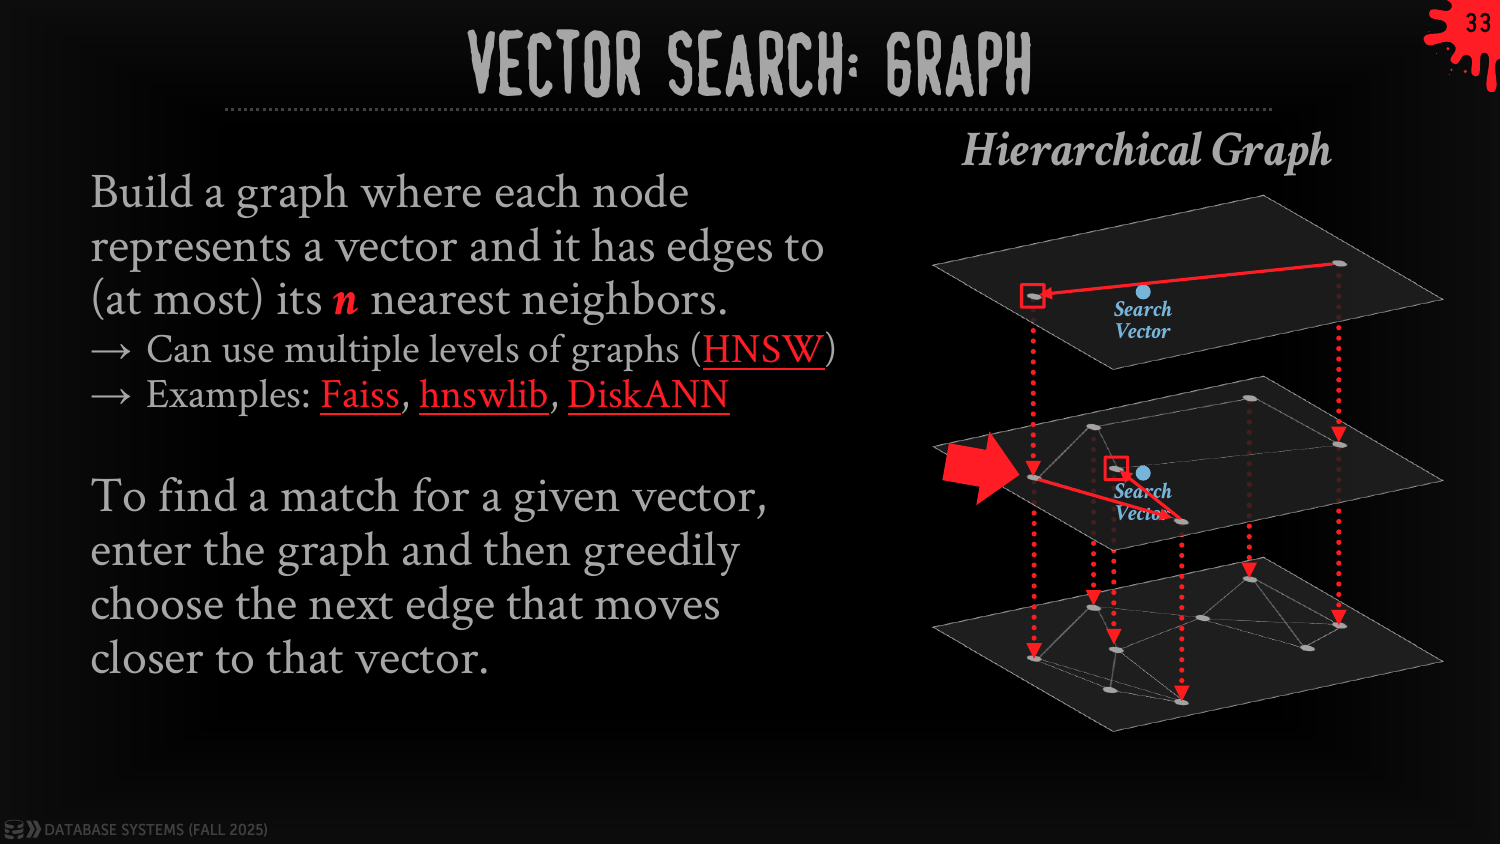 33
VECTOR SEARCH: GRAPH
Build a graph where each node
represents a vector and it has edges to
(at most) its n nearest neighbors.
→ Can use multiple levels of graphs (HNSW)
→ Examples: Faiss, hnswlib, DiskANN
To find a match for a given vector,
enter the graph and then greedily
choose the next edge that moves
closer to that vector.
Hierarchical Graph
Search
Vector
Search
Vector
DATABASE SYSTEMS (FALL 2025)